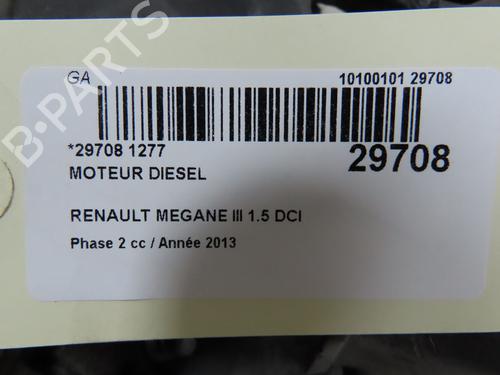 GA 10100101 29708
*29708 1277 29708
MOTEUR DIESEL
RENAULT MEGANE III 1.5 DCI
Phase 2 cc / Année 2013
B-PARTS